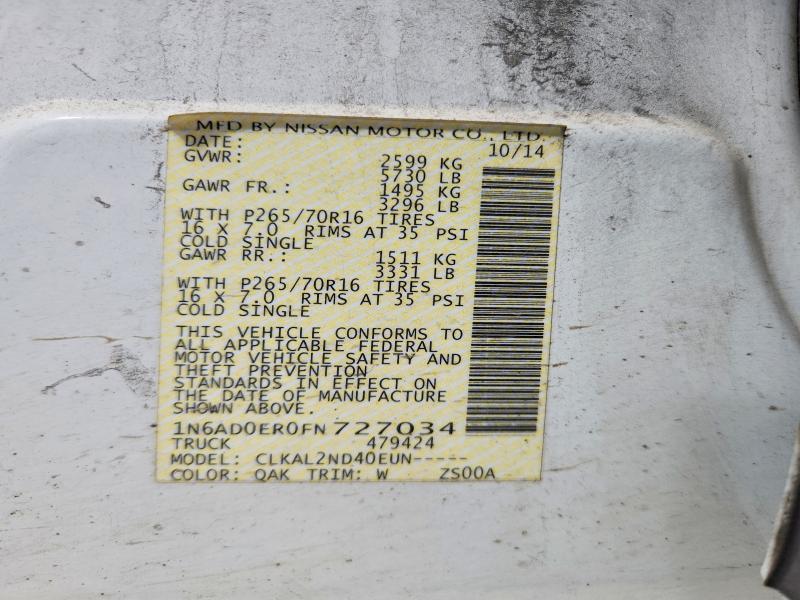 MFD BY NISSAN MOTOR CO., LTD.
DATE: 10/14
GVWR: 2599 KG
5730 LB
GAWR FR.: 1495 KG
3296 LB
WITH P265/70R16 TIRES
16 X 7.0 RIMS AT 35 PSI
COLD SINGLE
GAWR RR.: 1511 KG
3331 LB
WITH P265/70R16 TIRES
16 X 7.0 RIMS AT 35 PSI
COLD SINGLE
THIS VEHICLE CONFORMS TO
ALL APPLICABLE FEDERAL
MOTOR VEHICLE SAFETY AND
THEFT PREVENTION
STANDARDS IN EFFECT ON
THE DATE OF MANUFACTURE
SHOWN ABOVE.
1N6AD0ER0FN727034
TRUCK 479424
MODEL: CLKAL2ND40EUN-----
COLOR: QAK TRIM: W ZS00A